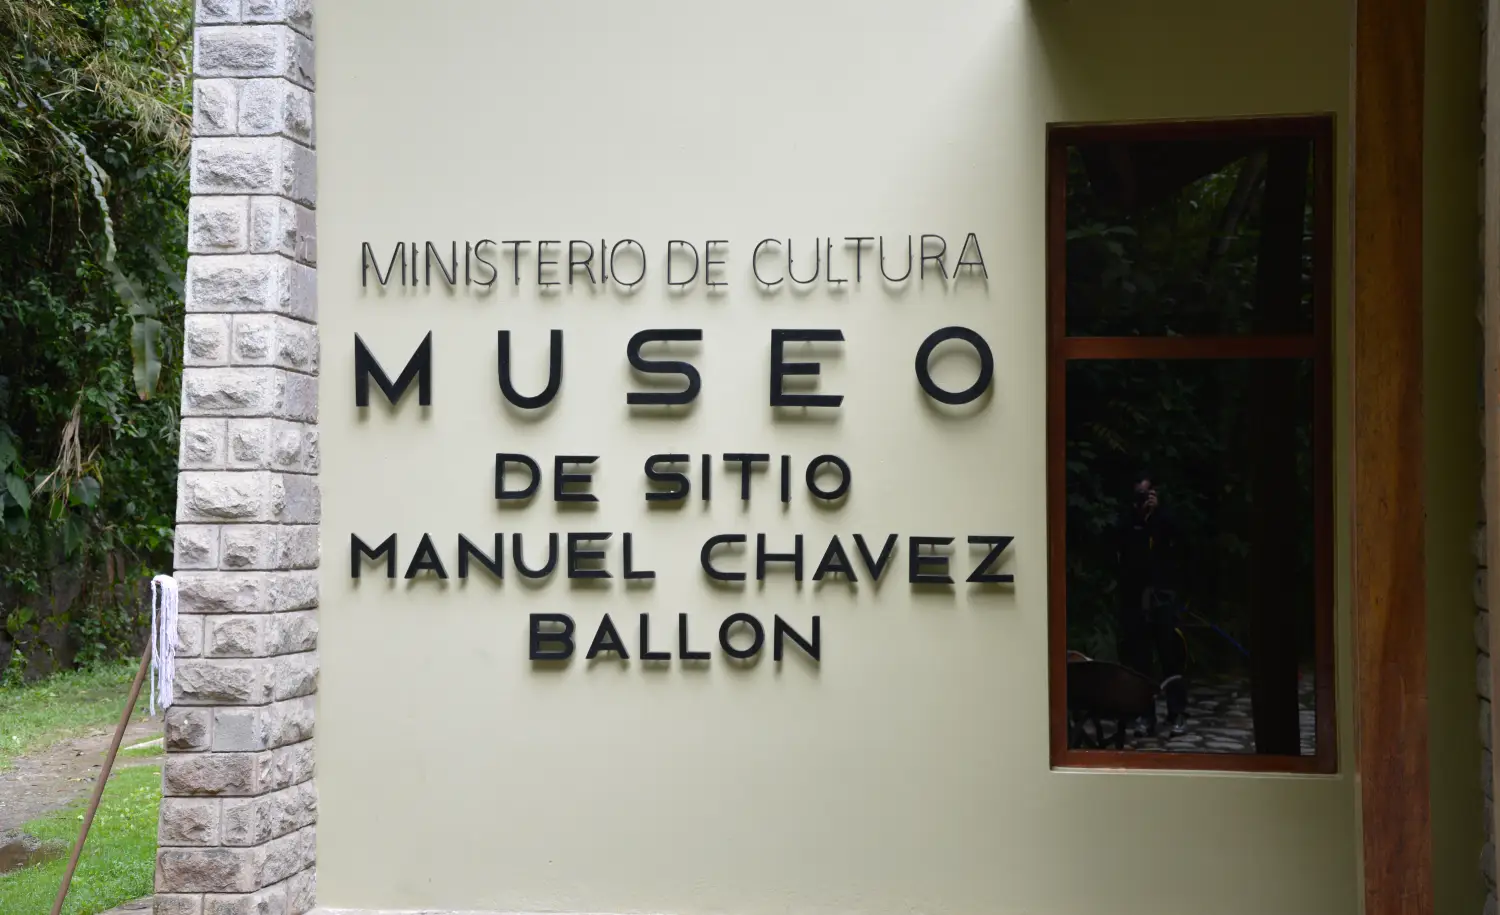 MINISTERIO DE CULTURA
MUSEO
DE SITIO
MANUEL CHAVEZ
BALLON